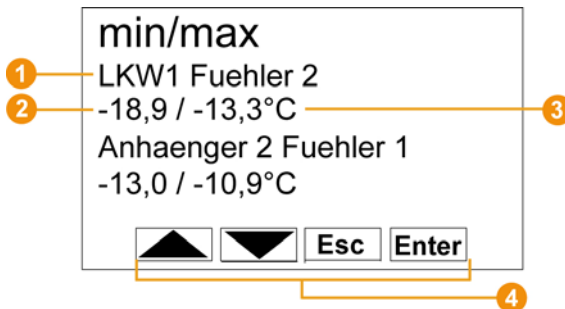 min/max
1 LKW1 Fuehler 2
2 -18,9 / -13,3°C 3
Anhaenger 2 Fuehler 1
-13,0 / -10,9°C
Esc Enter
4